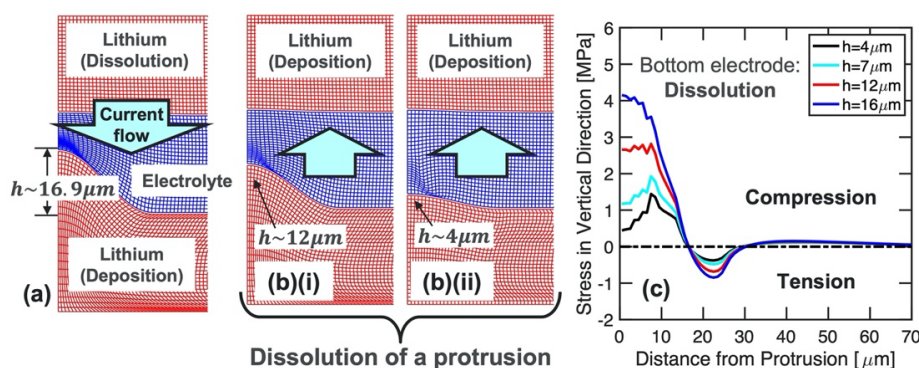 Lithium
(Dissolution)
Current
flow
h~16.9μm
Electrolyte
Lithium
(Deposition)
(a)
Lithium
(Deposition)
h~12μm
(b)(i)
Lithium
(Deposition)
h~4μm
(b)(ii)
Dissolution of a protrusion
Stress in Vertical Direction [MPa]
6
5
4
3
2
1
0
-1
-2
Bottom electrode:
Dissolution
h=4μm
h=7μm
h=12μm
h=16μm
Compression
Tension
(c)
0 10 20 30 40 50 60 70
Distance from Protrusion [ μm]